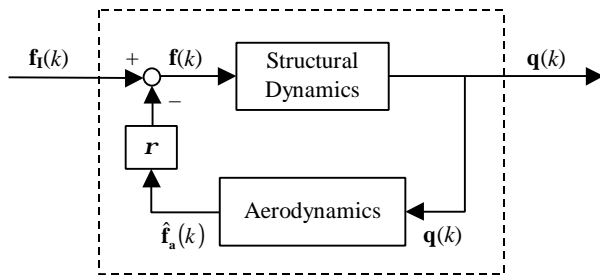 f_I(k)
+
f(k)
−
Structural
Dynamics
q(k)
r
f̂_a(k)
Aerodynamics
q(k)